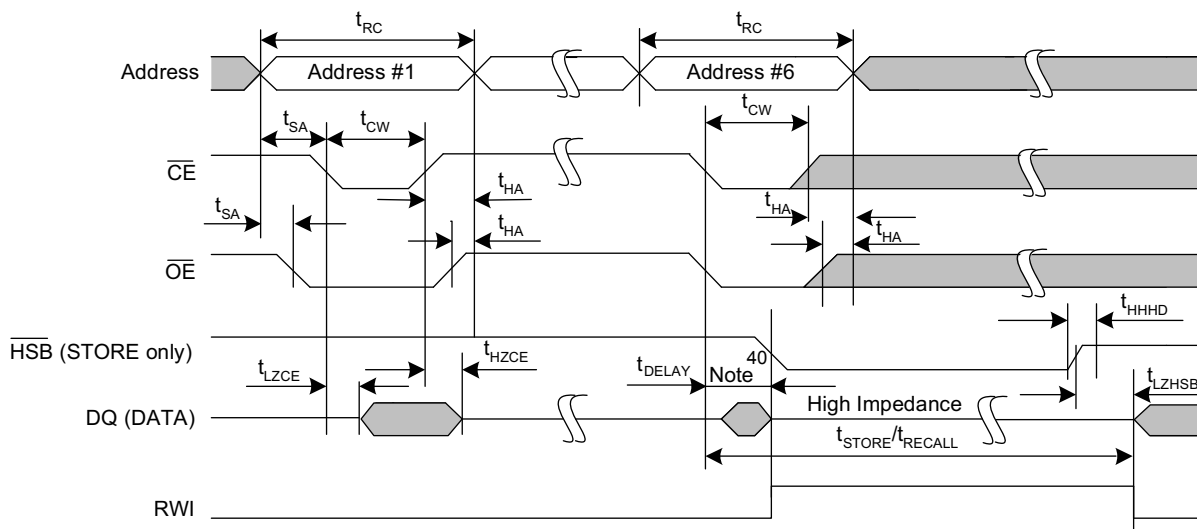 tRC tRC
Address Address #1 Address #6
tSA tCW tCW
CE
tHA tHA
tSA tHA tHA
OE
tHHHD
HSB (STORE only)
tLZCE tHZCE tDELAY Note 40 tLZHSB
DQ (DATA) High Impedance
tSTORE/tRECALL
RWI